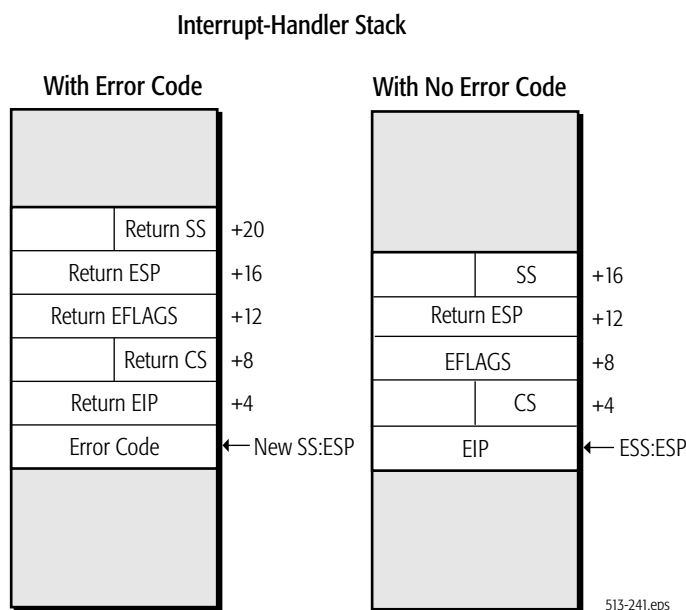 Interrupt-Handler Stack
With Error Code
Return SS +20
Return ESP +16
Return EFLAGS +12
Return CS +8
Return EIP +4
Error Code New SS:ESP
With No Error Code
SS +16
Return ESP +12
EFLAGS +8
CS +4
EIP ESS:ESP
513-241.eps